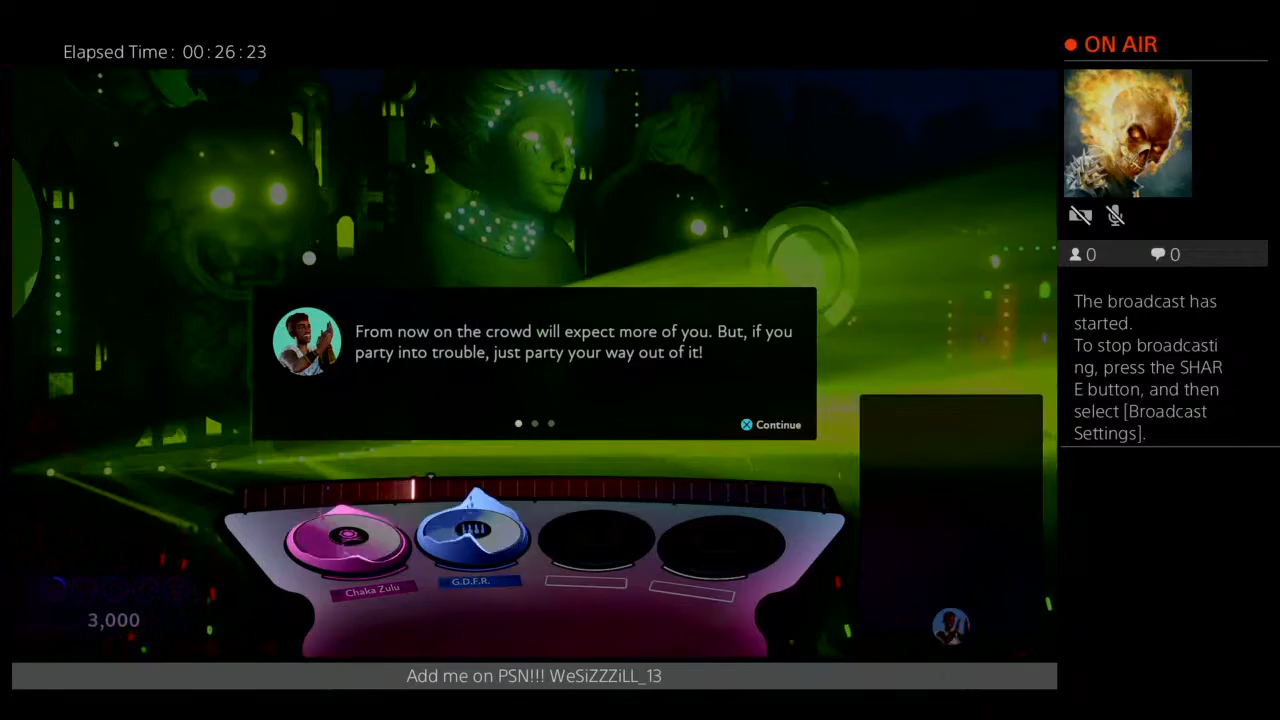 Elapsed Time: 00:26:23
ON AIR
0 0
From now on the crowd will expect more of you. But, if you
party into trouble, just party your way out of it!
Continue
The broadcast has
started.
To stop broadcasti
ng, press the SHAR
E button, and then
select [Broadcast
Settings].
Chaka Zulu
G.D.F.R.
3,000
Add me on PSN!!! WeSiZZZiLL_13